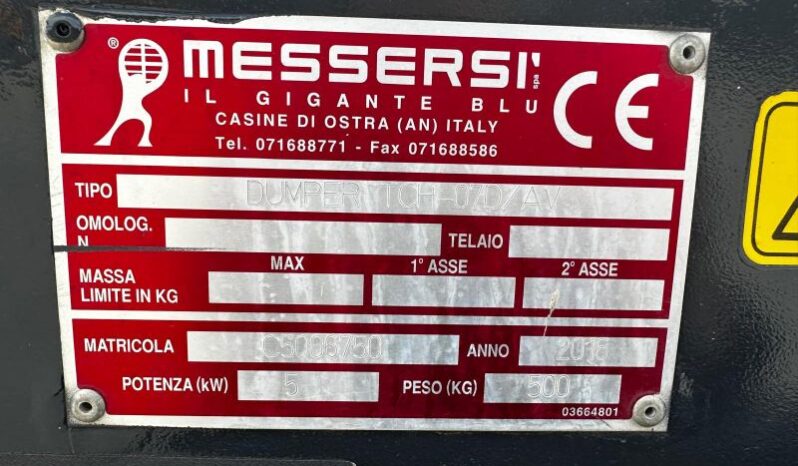 ® MESSERSI' spa
IL GIGANTE BLU
CASINE DI OSTRA (AN) ITALY
Tel. 071688771 - Fax 071688586
CE
TIPO DUMPER TCH-07D/AV
OMOLOG. N TELAIO
MAX 1° ASSE 2° ASSE
MASSA LIMITE IN KG
MATRICOLA ANNO
POTENZA (kW) 5 PESO (KG) 500
03664801